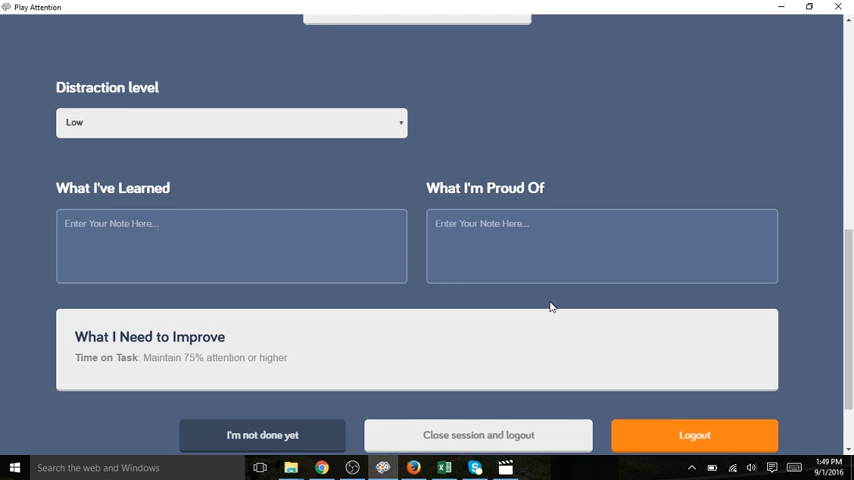 Play Attention
Distraction level
Low
What I've Learned
What I'm Proud Of
Enter Your Note Here...
Enter Your Note Here...
What I Need to Improve
Time on Task: Maintain 75% attention or higher
I'm not done yet
Close session and logout
Logout
Search the web and Windows
1:49 PM
9/1/2016